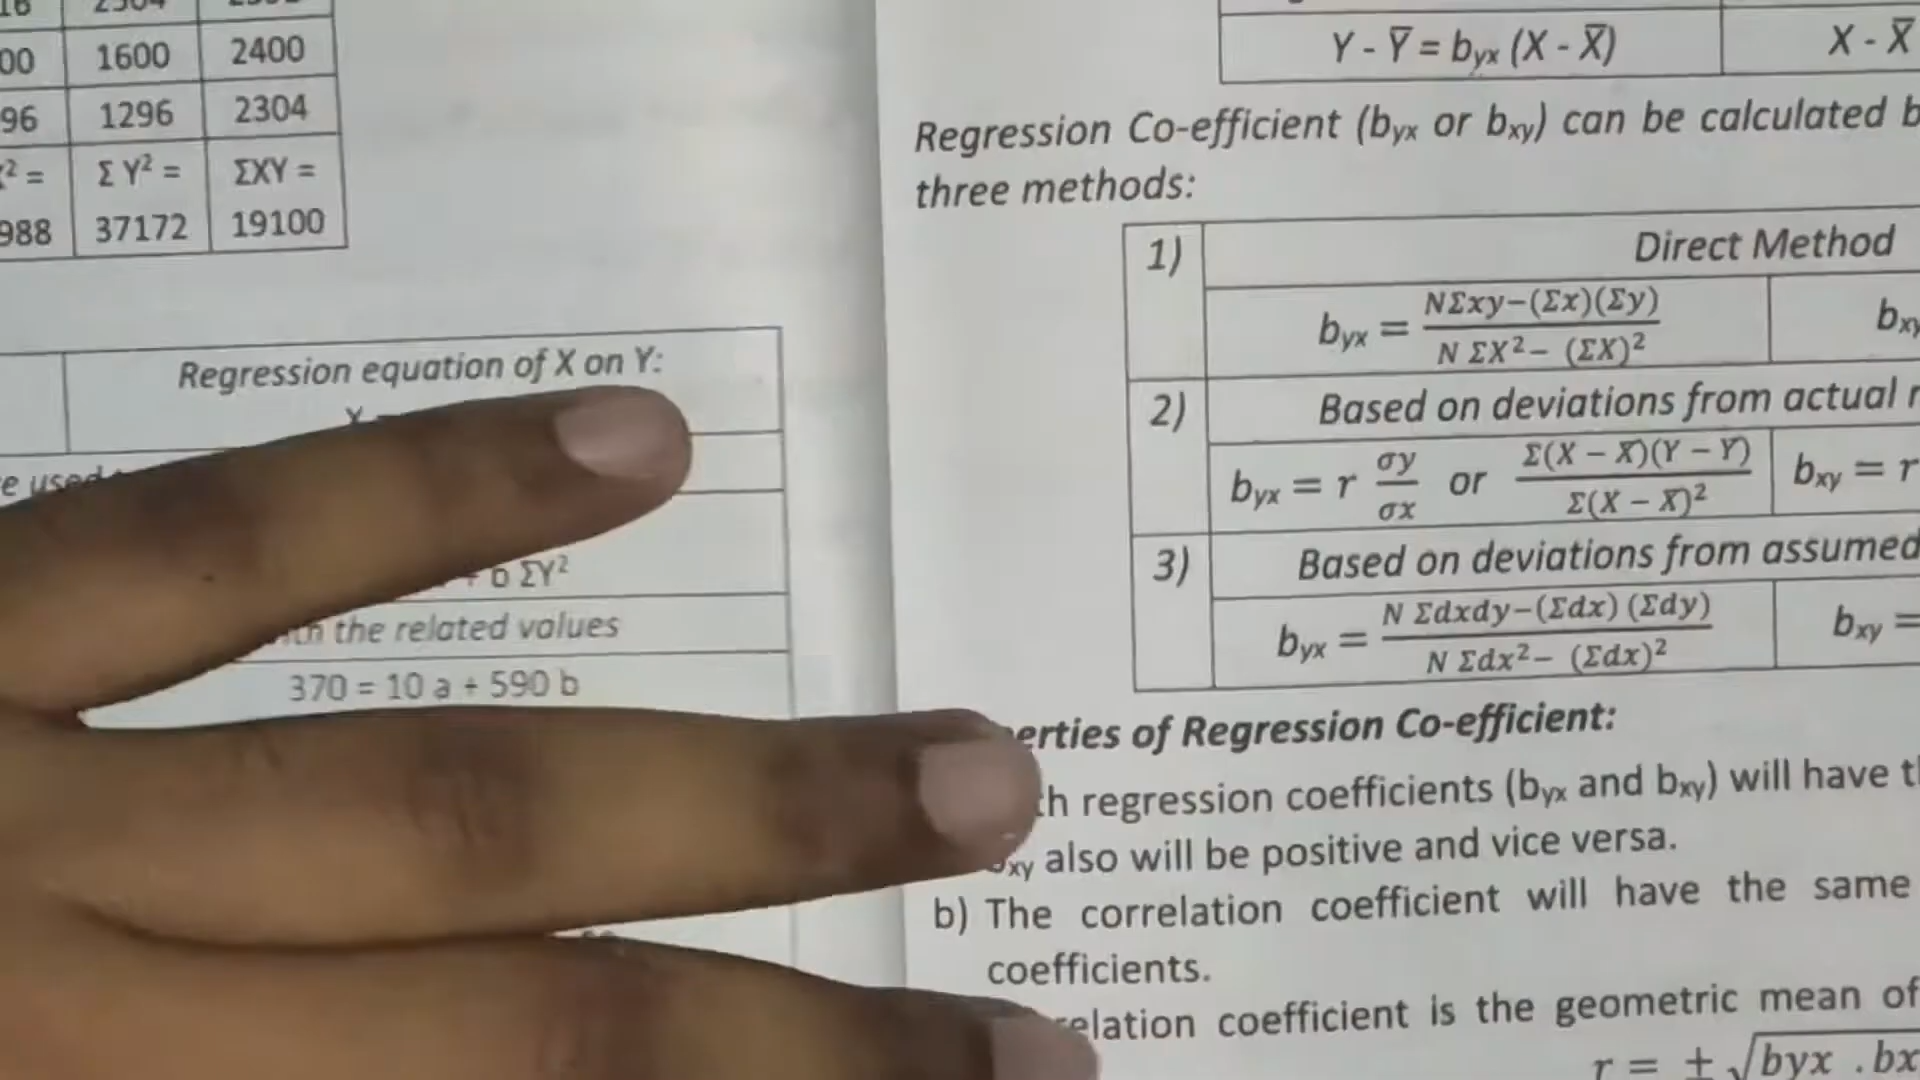 1600 2400
96 1296 2304
Σ Y² = ΣXY =
988 37172 19100
Regression equation of X on Y:
ΣY²
the related values
370 = 10 a + 590 b
Y - Y̅ = byx (X - X̅) X - X̅
Regression Co-efficient (byx or bxy) can be calculated
three methods:
1) Direct Method
byx = NΣxy−(Σx)(Σy) / N ΣX²− (ΣX)² bxy
2) Based on deviations from actual
byx = r σy/σx or Σ(X − X̅)(Y − Y̅) / Σ(X − X̅)² bxy = r
3) Based on deviations from assumed
byx = N Σdxdy−(Σdx) (Σdy) / N Σdx²− (Σdx)² bxy =
erties of Regression Co-efficient:
regression coefficients (byx and bxy) will have
xy also will be positive and vice versa.
b) The correlation coefficient will have the same
coefficients.
elation coefficient is the geometric mean of
r = ± √byx . bx